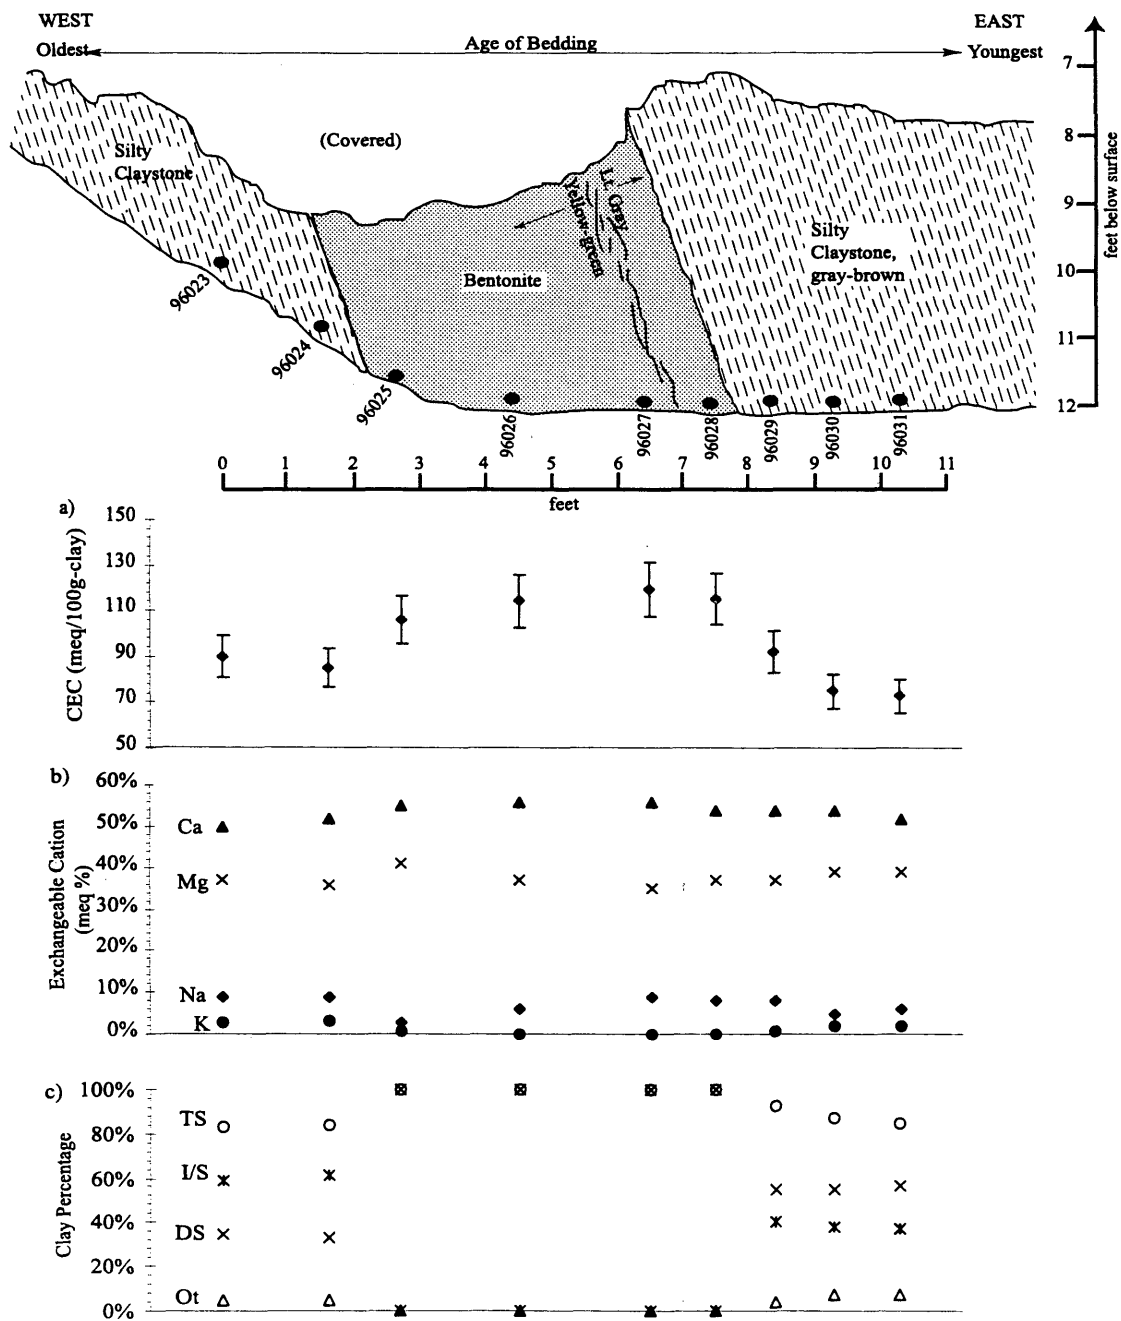 WEST
EAST
Oldest
Age of Bedding
Youngest
7
8
9
10
11
12
feet below surface
(Covered)
Silty
Claystone
Lt. Gray
Yellow-green
Bentonite
Silty
Claystone,
gray-brown
96023
96024
96025
96026
96027
96028
96029
96030
96031
0 1 2 3 4 5 6 7 8 9 10 11
feet
a)
CEC (meq/100g-clay)
150
130
110
90
70
50
b)
Exchangeable Cation
(meq %)
60%
50%
40%
30%
20%
10%
0%
Ca
Mg
Na
K
c)
Clay Percentage
100%
80%
60%
40%
20%
0%
TS
I/S
DS
Ot